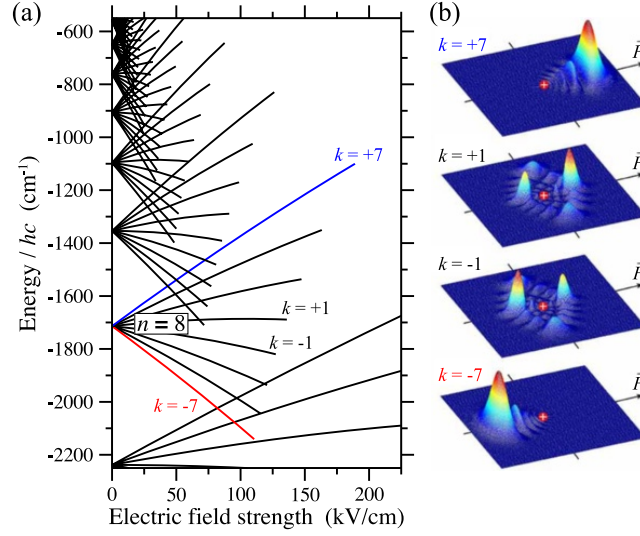 (a)
Energy / hc (cm⁻¹)
-600
-800
-1000
-1200
-1400
-1600
-1800
-2000
-2200
k = +7
n = 8
k = +1
k = -1
k = -7
0
50
100
150
200
Electric field strength (kV/cm)
(b)
k = +7
k = +1
k = -1
k = -7